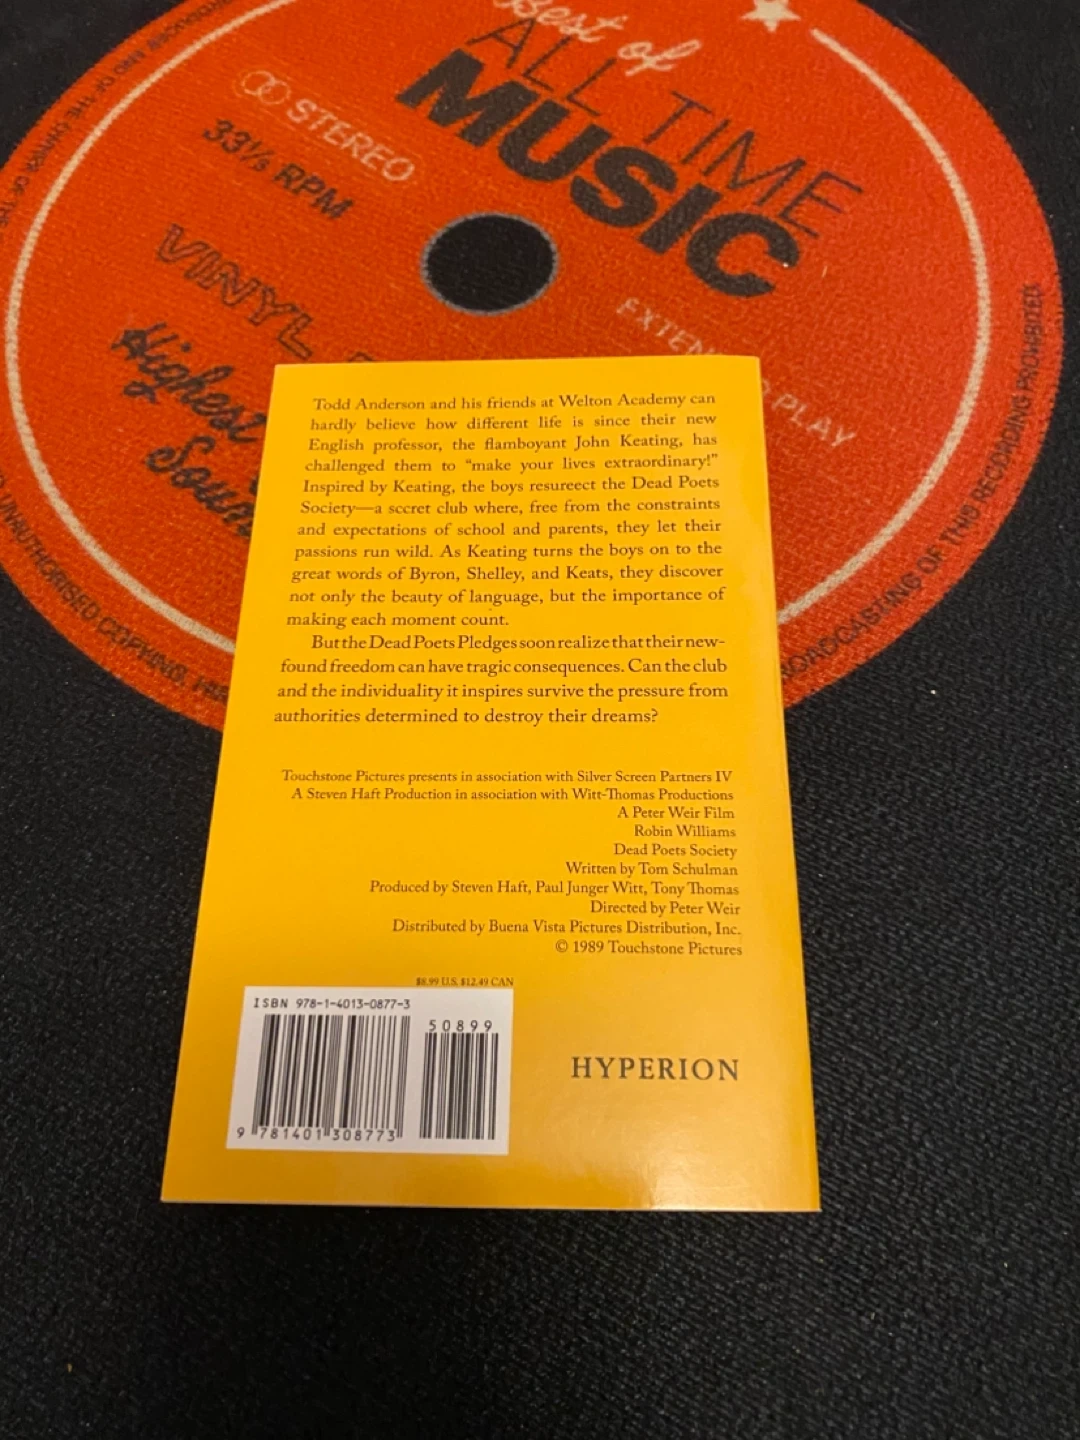 Best of
ALL TIME
MUSIC
STEREO
33⅓ RPM
VINYL
EXTEN
PLAY
Highest
Soun
UNAUTHORISED COPYING, HIR
BROADCASTING OF THIS RECORDING PROHIBITED
Todd Anderson and his friends at Welton Academy can
hardly believe how different life is since their new
English professor, the flamboyant John Keating, has
challenged them to “make your lives extraordinary!”
Inspired by Keating, the boys resureect the Dead Poets
Society—a secret club where, free from the constraints
and expectations of school and parents, they let their
passions run wild. As Keating turns the boys on to the
great words of Byron, Shelley, and Keats, they discover
not only the beauty of language, but the importance of
making each moment count.
But the Dead Poets Pledges soon realize that their new-
found freedom can have tragic consequences. Can the club
and the individuality it inspires survive the pressure from
authorities determined to destroy their dreams?
Touchstone Pictures presents in association with Silver Screen Partners IV
A Steven Haft Production in association with Witt-Thomas Productions
A Peter Weir Film
Robin Williams
Dead Poets Society
Written by Tom Schulman
Produced by Steven Haft, Paul Junger Witt, Tony Thomas
Directed by Peter Weir
Distributed by Buena Vista Pictures Distribution, Inc.
© 1989 Touchstone Pictures
$8.99 U.S. $12.49 CAN
ISBN 978-1-4013-0877-3
50899
9 781401 308773
HYPERION